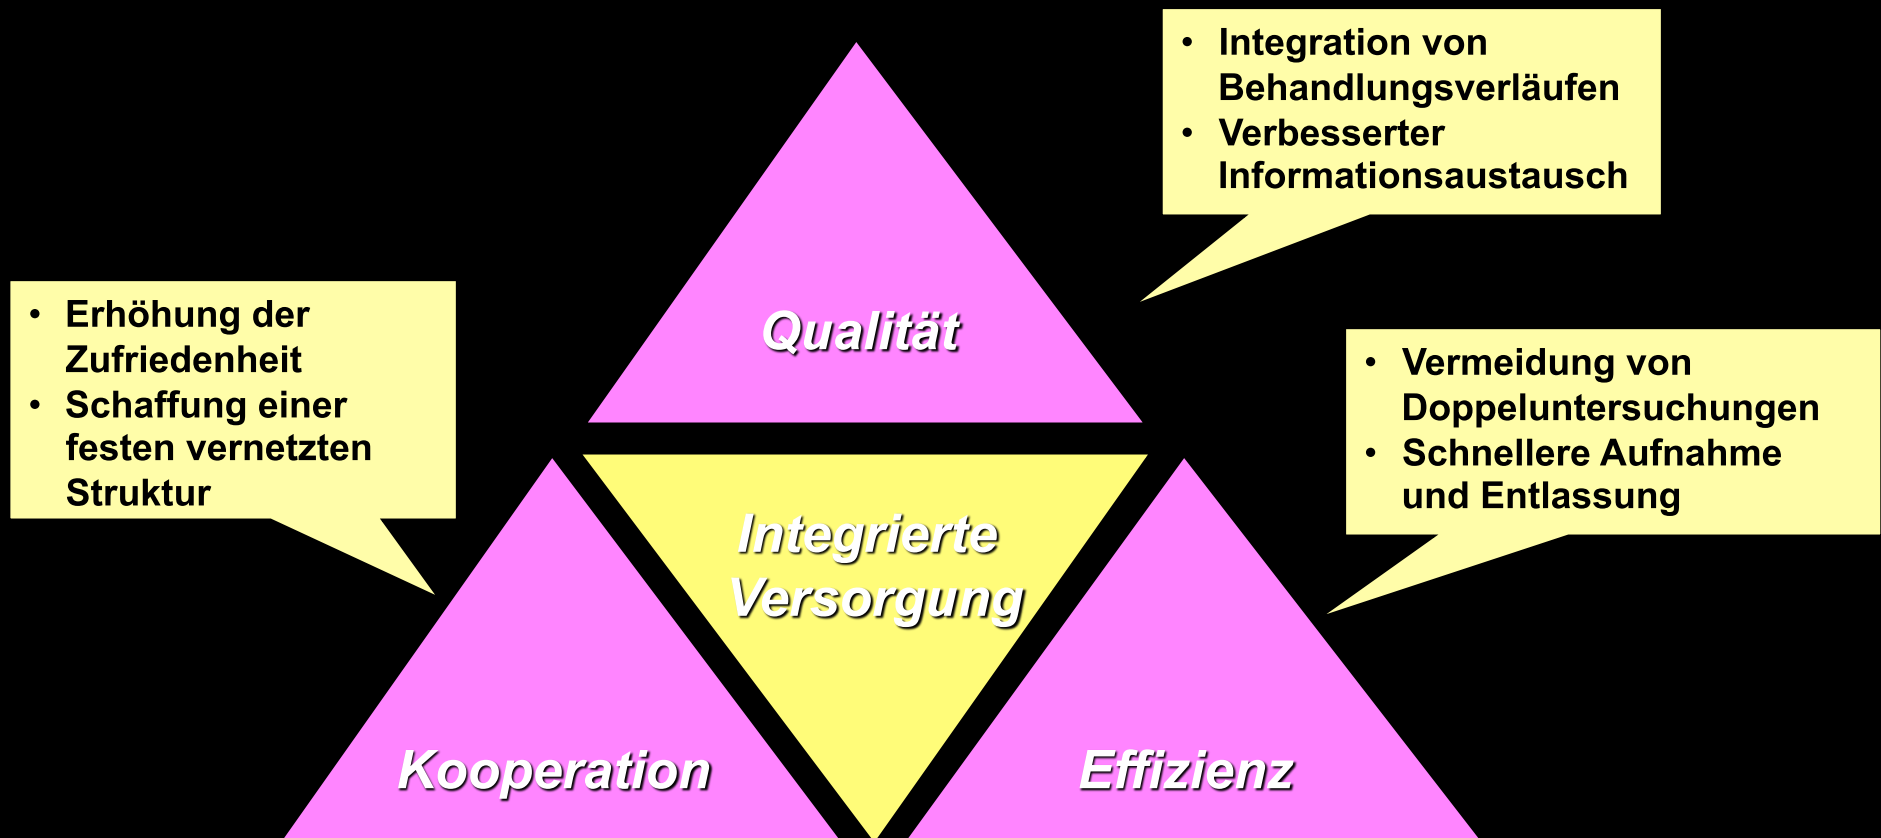 • Integration von
Behandlungsverläufen
• Verbesserter
Informationsaustausch
Qualität
• Erhöhung der
Zufriedenheit
• Schaffung einer
festen vernetzten
Struktur
• Vermeidung von
Doppeluntersuchungen
• Schnellere Aufnahme
und Entlassung
Integrierte
Versorgung
Kooperation
Effizienz